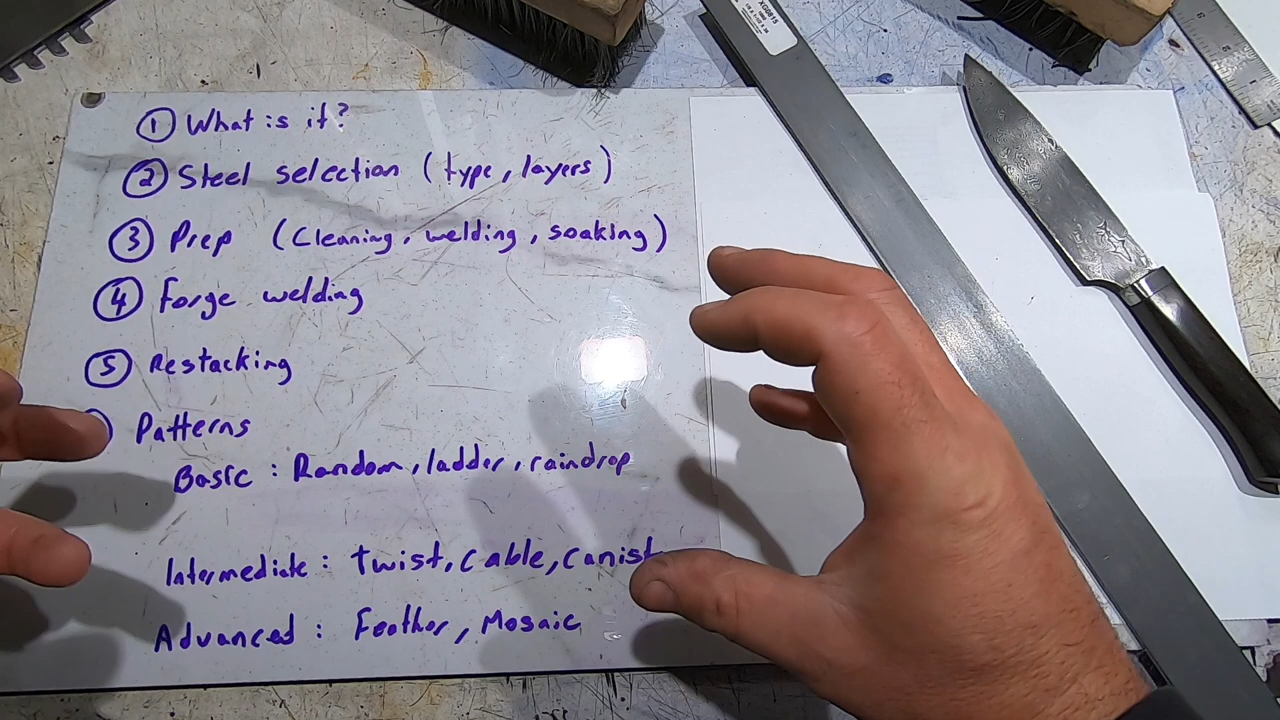 ① What is it?
② Steel selection (type, layers)
③ Prep (Cleaning, welding, soaking)
④ Forge welding
⑤ Restacking
Patterns
Basic : Random, ladder, raindrop
Intermediate : twist, cable, canist
Advanced : Feather, Mosaic